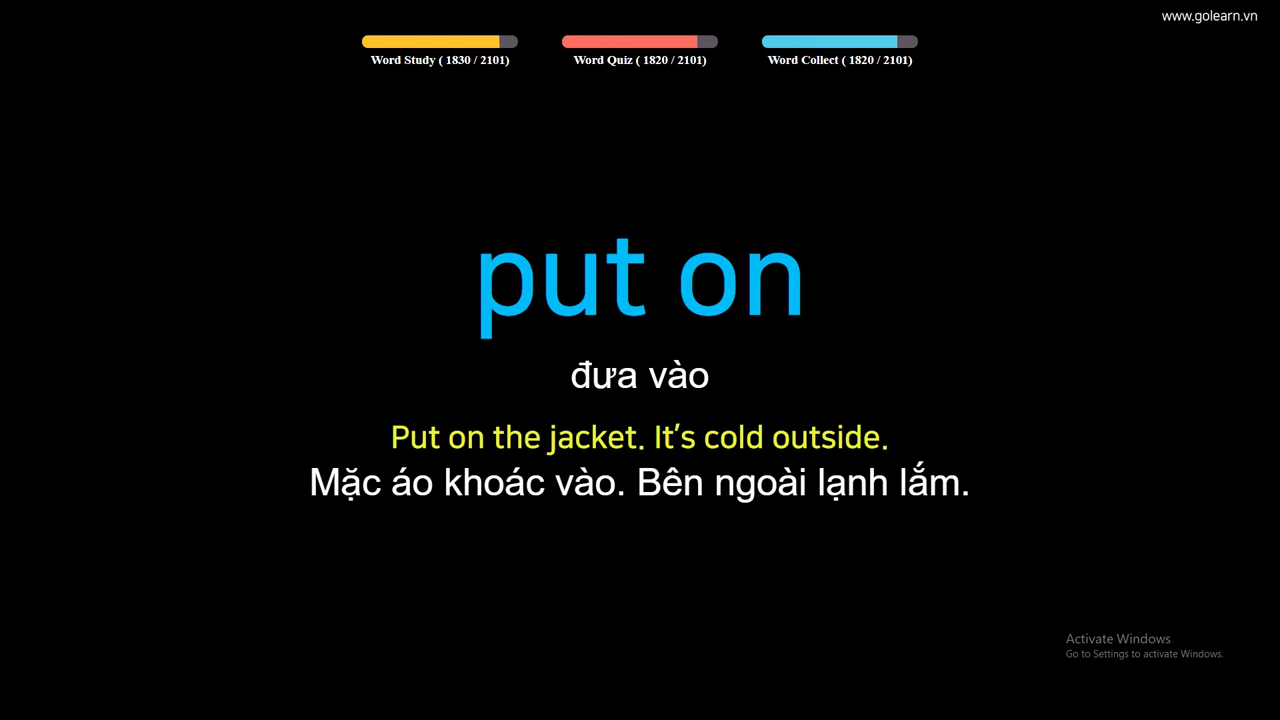 www.golearn.vn
Word Study ( 1830 / 2101)
Word Quiz ( 1820 / 2101)
Word Collect ( 1820 / 2101)
put on
đưa vào
Put on the jacket. It’s cold outside.
Mặc áo khoác vào. Bên ngoài lạnh lắm.
Activate Windows
Go to Settings to activate Windows.